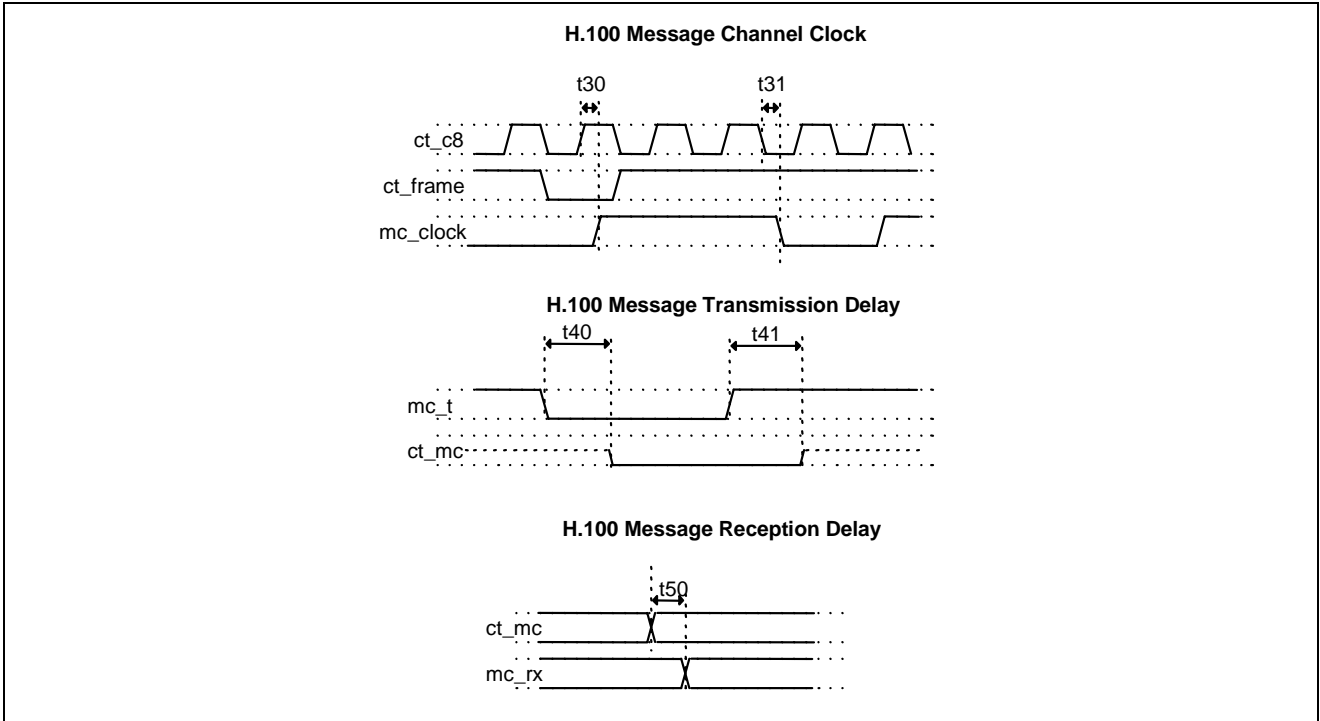 H.100 Message Channel Clock
t30
t31
ct_c8
ct_frame
mc_clock
H.100 Message Transmission Delay
t40
t41
mc_t
ct_mc
H.100 Message Reception Delay
t50
ct_mc
mc_rx